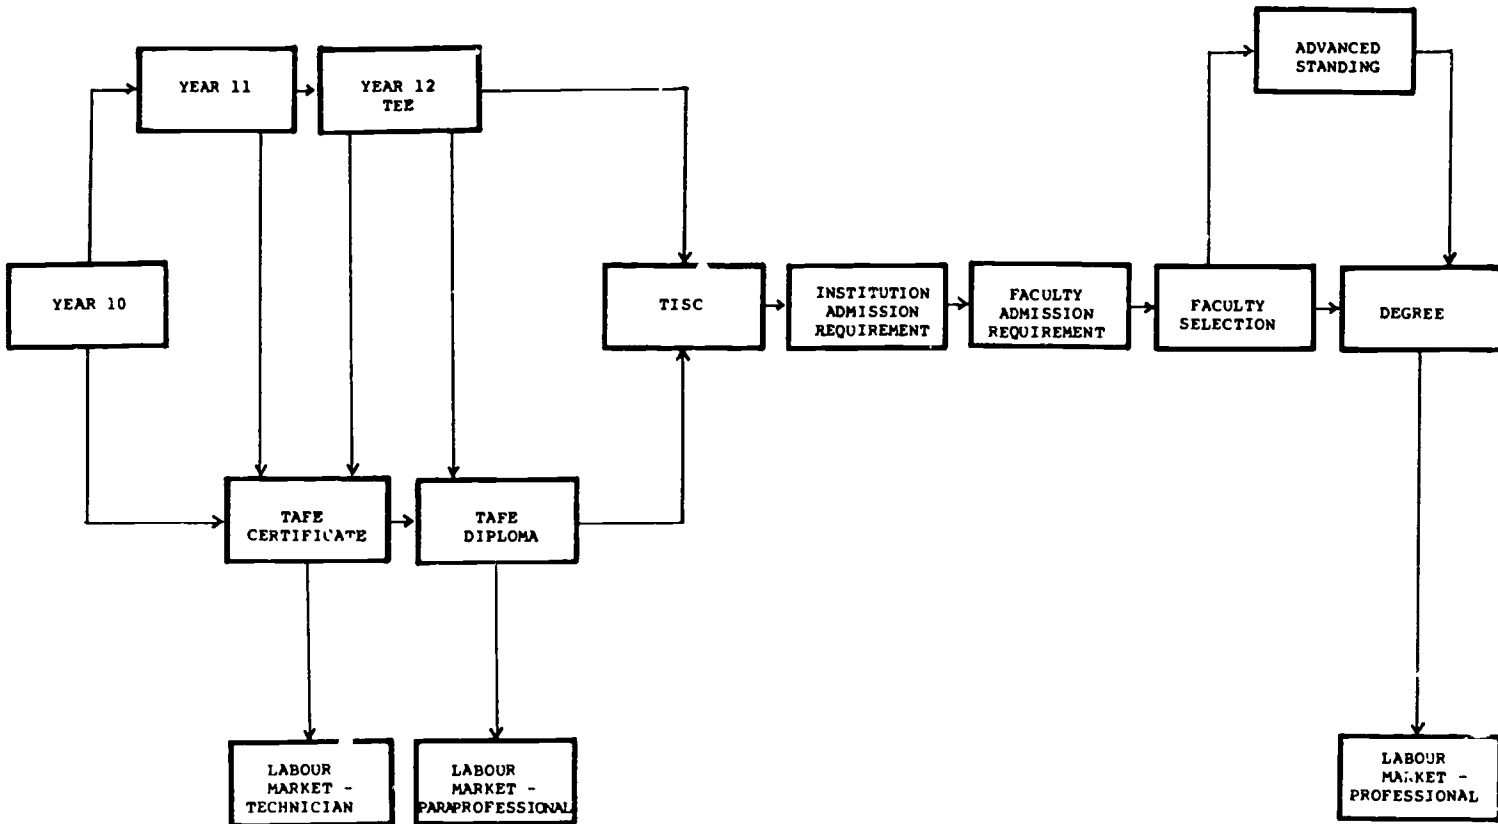 ADVANCED
STANDING
YEAR 11
YEAR 12
TEE
YEAR 10
TISC
INSTITUTION
ADMISSION
REQUIREMENT
FACULTY
ADMISSION
REQUIREMENT
FACULTY
SELECTION
DEGREE
TAFE
CERTIFICATE
TAFE
DIPLOMA
LABOUR
MARKET -
TECHNICIAN
LABOUR
MARKET -
PARAPROFESSIONAL
LABOUR
MARKET -
PROFESSIONAL